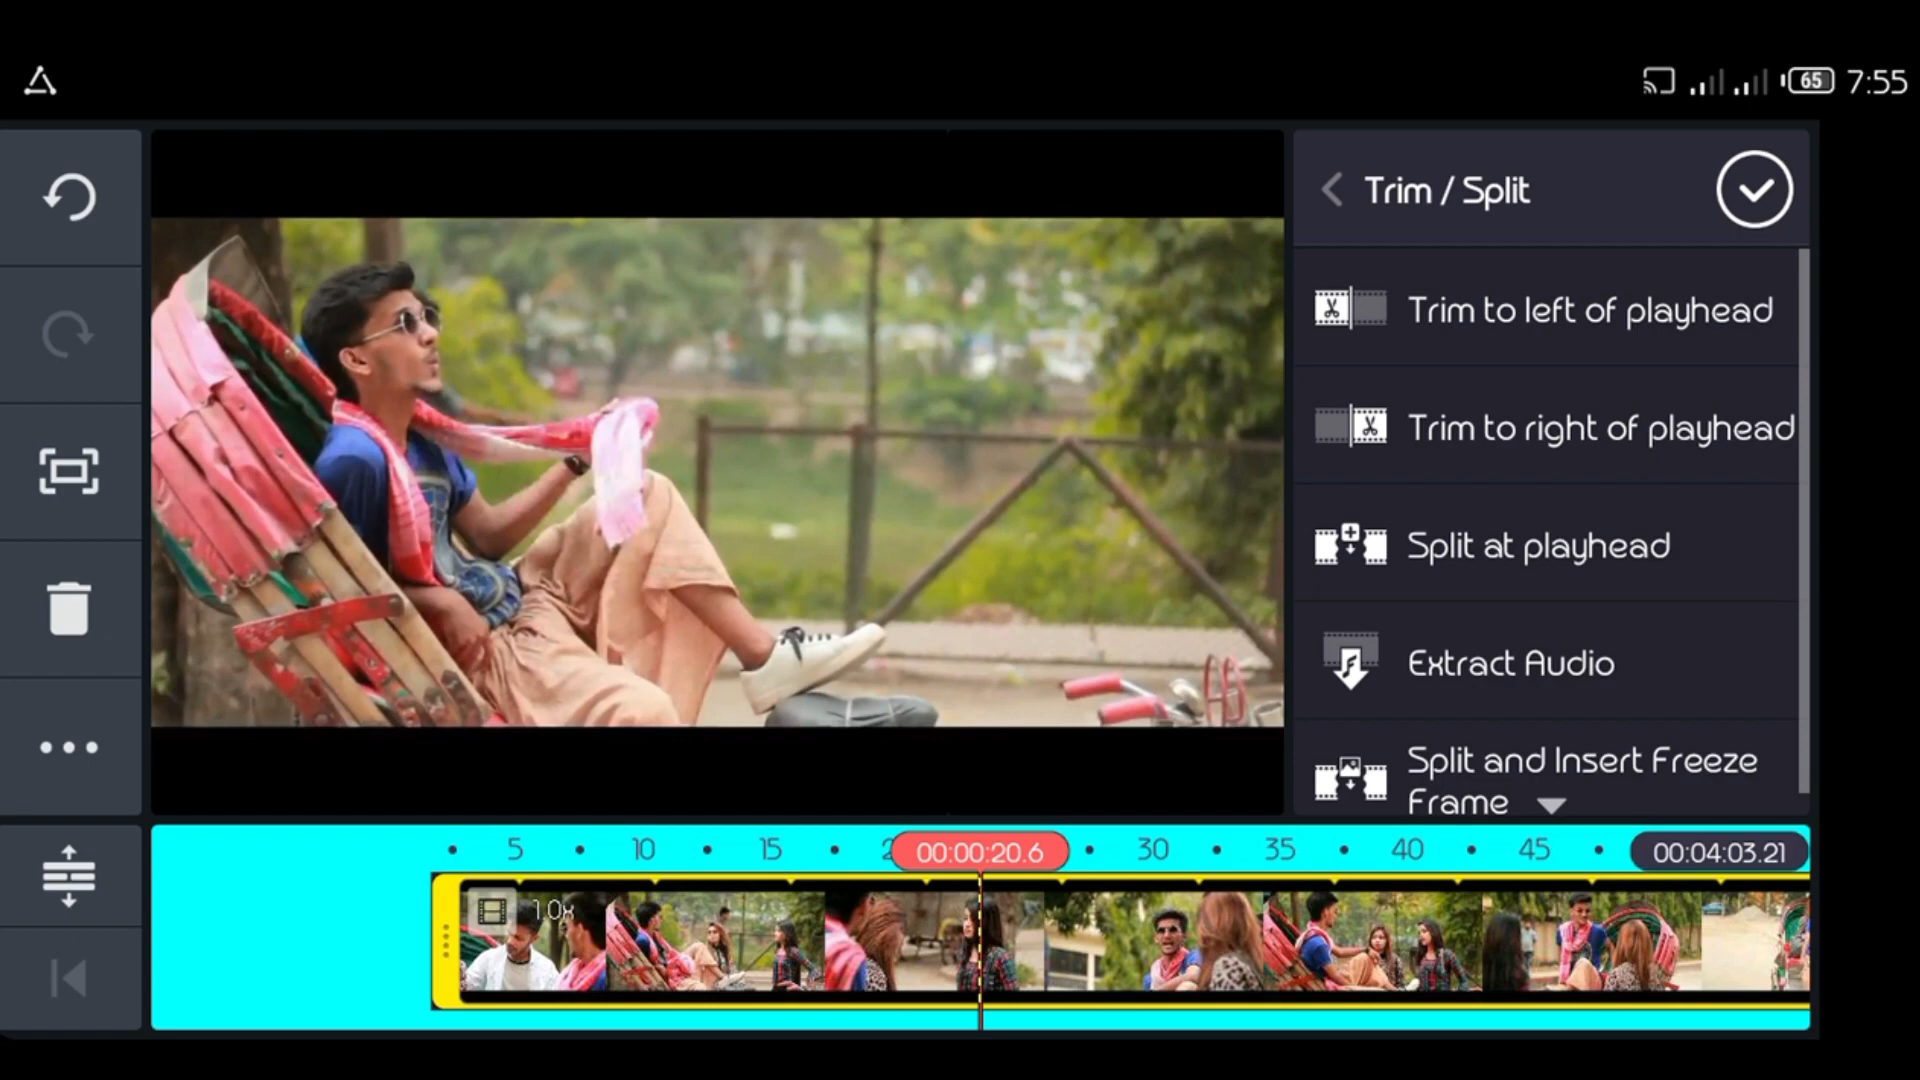 65 7:55
Trim / Split
Trim to left of playhead
Trim to right of playhead
Split at playhead
Extract Audio
Split and Insert Freeze
Frame
5 10 15 00:00:20.6 30 35 40 45 00:04:03.21
1.0x